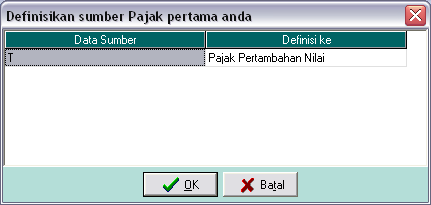 Definisikan sumber Pajak pertama anda
Data Sumber Definisi ke
T Pajak Pertambahan Nilai
OK Batal